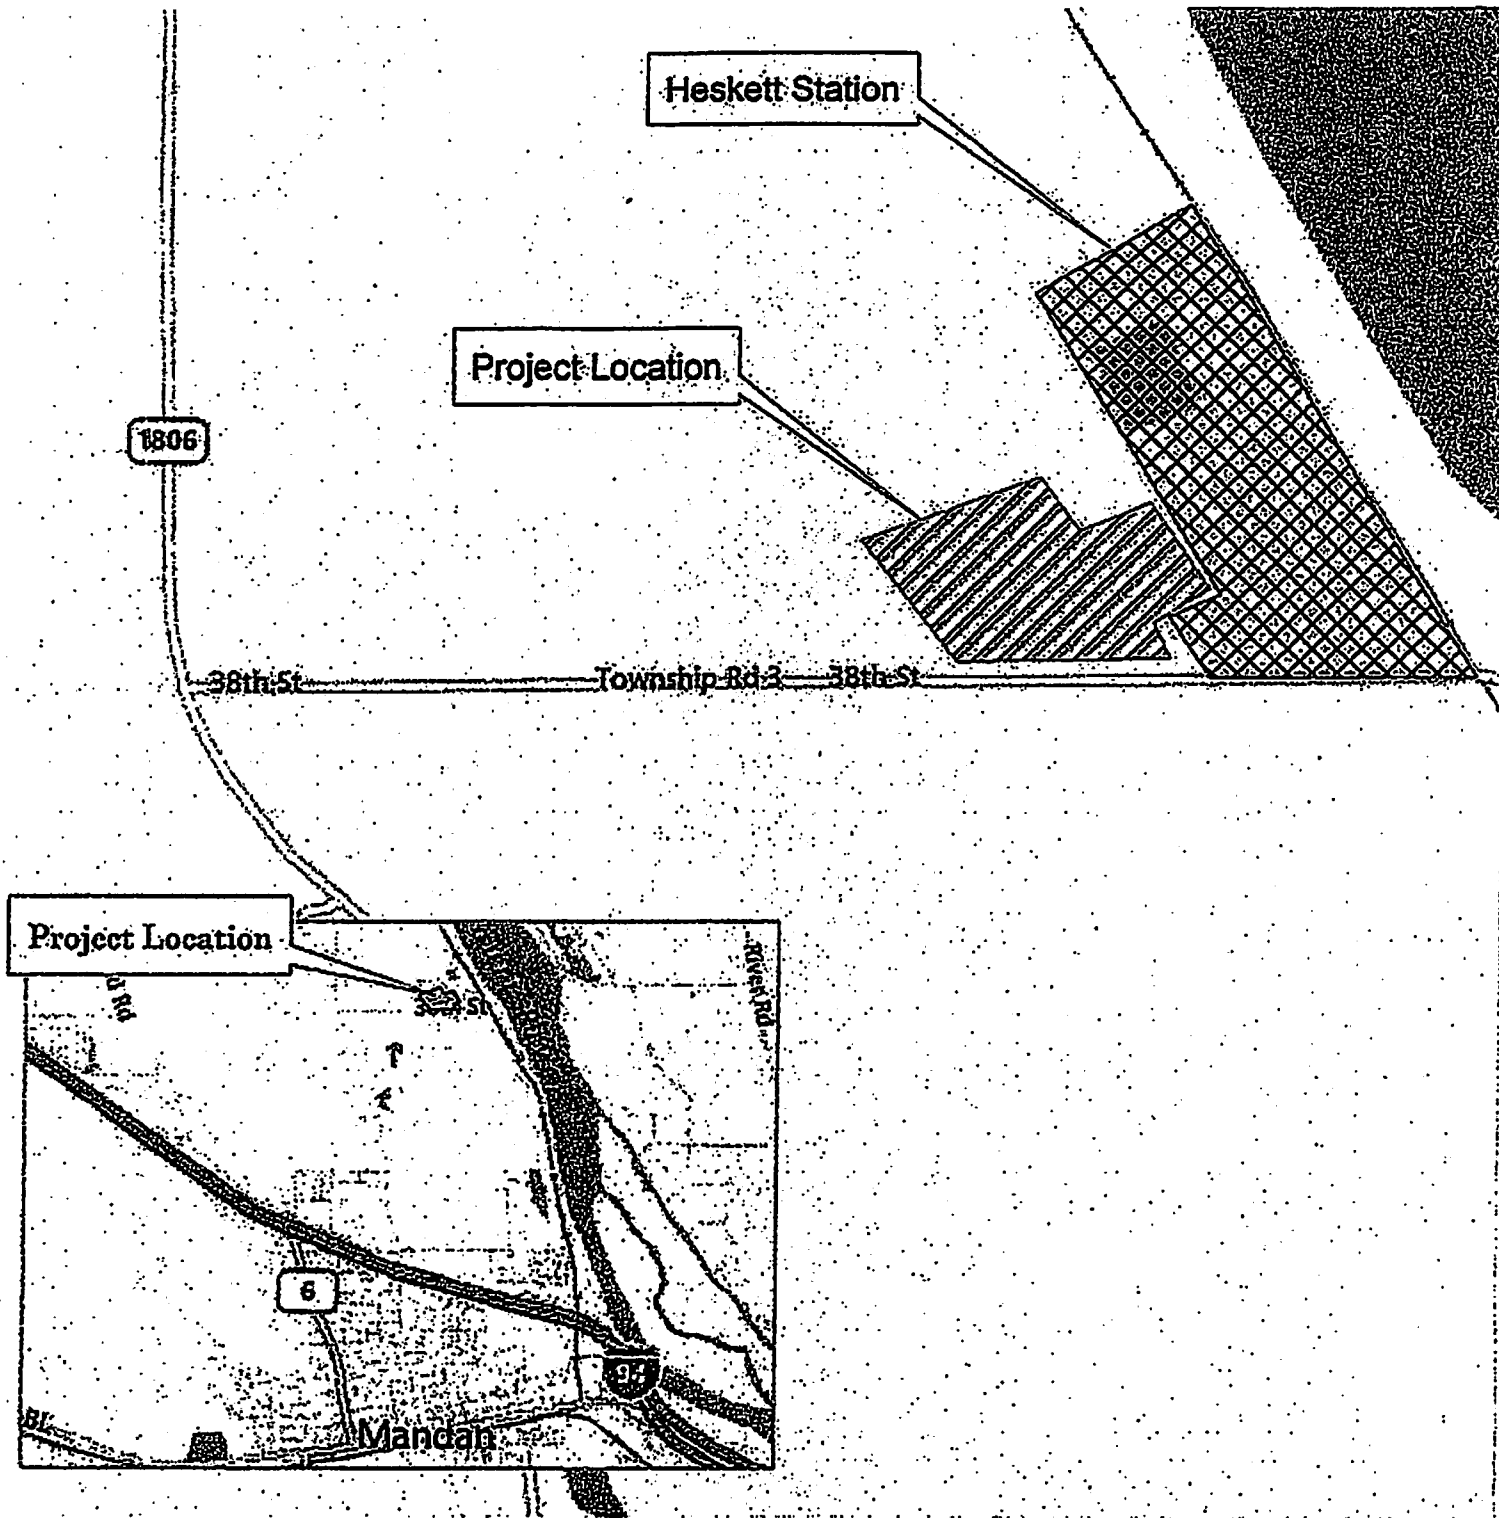 Heskett Station
Project Location
1806
38th St
Township Rd 3
38th St
Project Location
d Rd
River Rd
St
6
94
BL
Mandan